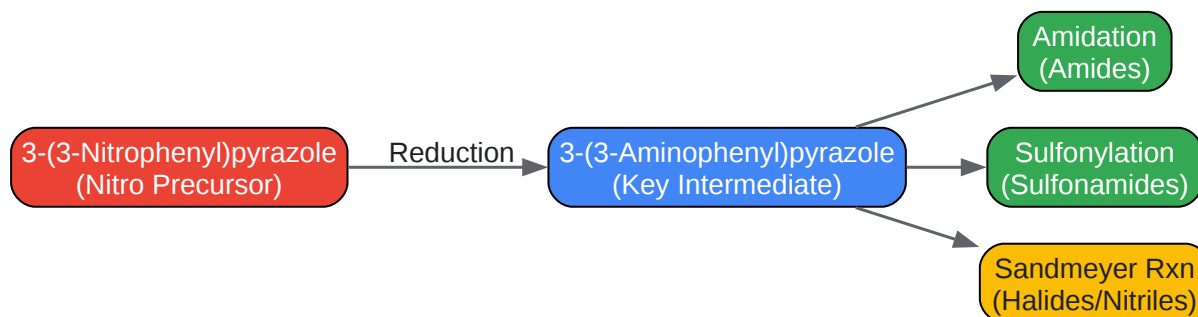 Amidation
(Amides)
3-(3-Nitrophenyl)pyrazole
(Nitro Precursor)
Reduction
3-(3-Aminophenyl)pyrazole
(Key Intermediate)
Sulfonylation
(Sulfonamides)
Sandmeyer Rxn
(Halides/Nitriles)